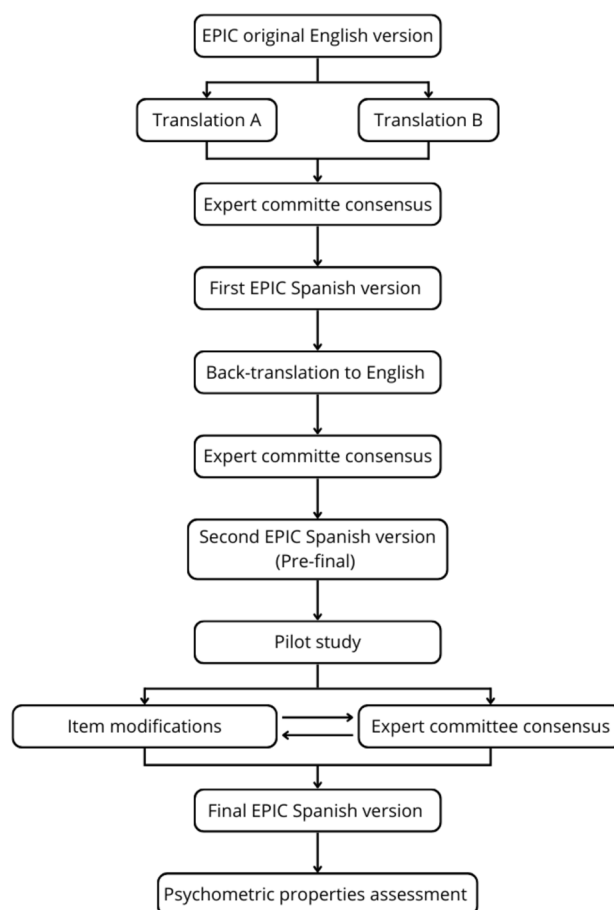 EPIC original English version
Translation A
Translation B
Expert committe consensus
First EPIC Spanish version
Back-translation to English
Expert committe consensus
Second EPIC Spanish version
(Pre-final)
Pilot study
Item modifications
Expert committee consensus
Final EPIC Spanish version
Psychometric properties assessment